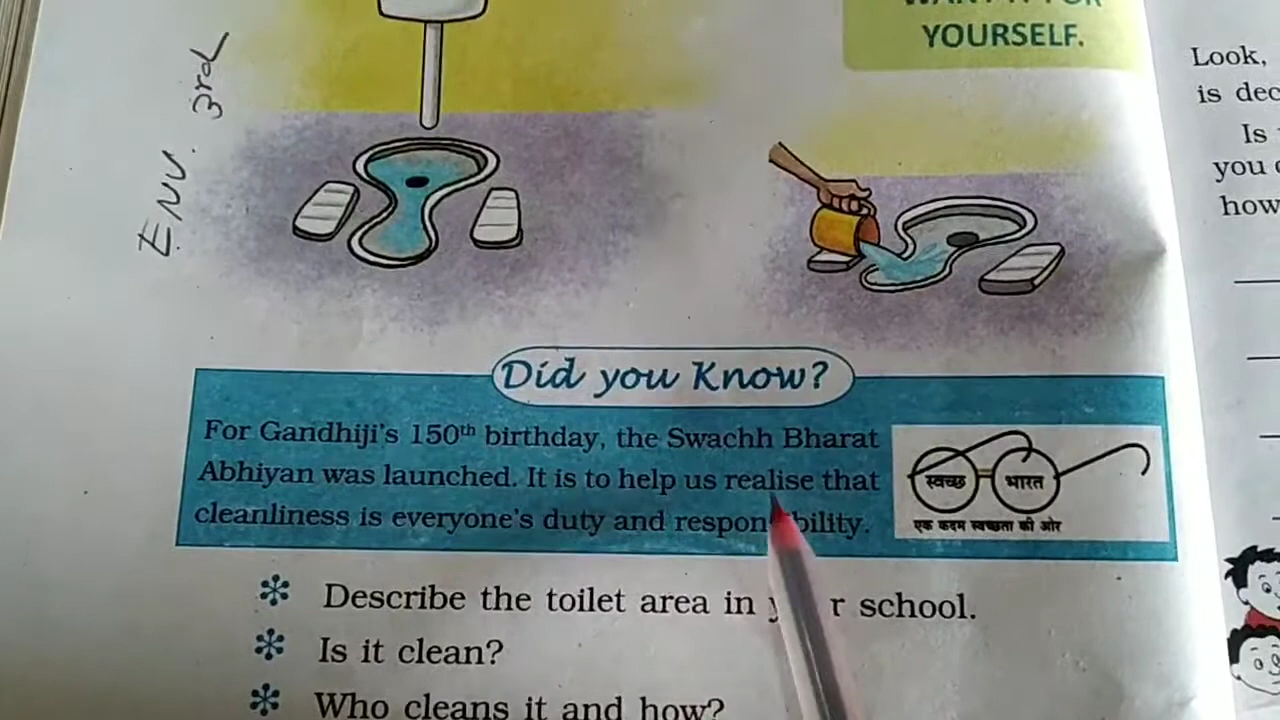 YOURSELF.
ENV. 3rd
Look,
is
Is
you
how
Did you Know?
For Gandhiji's 150th birthday, the Swachh Bharat
Abhiyan was launched. It is to help us realise that
cleanliness is everyone's duty and responsibility.
स्वच्छ भारत
एक कदम स्वच्छता की ओर
Describe the toilet area in your school.
Is it clean?
Who cleans it and how?